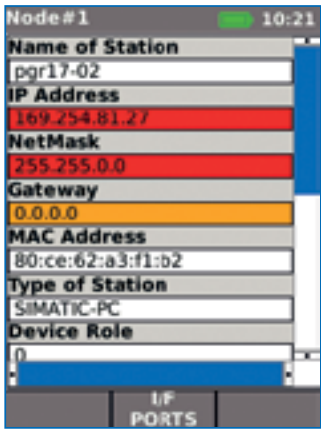 Node#1 10:21
Name of Station
pgr17-02
IP Address
169.254.81.27
NetMask
255.255.0.0
Gateway
0.0.0.0
MAC Address
80:ce:62:a3:f1:b2
Type of Station
SIMATIC-PC
Device Role
0
I/F
PORTS